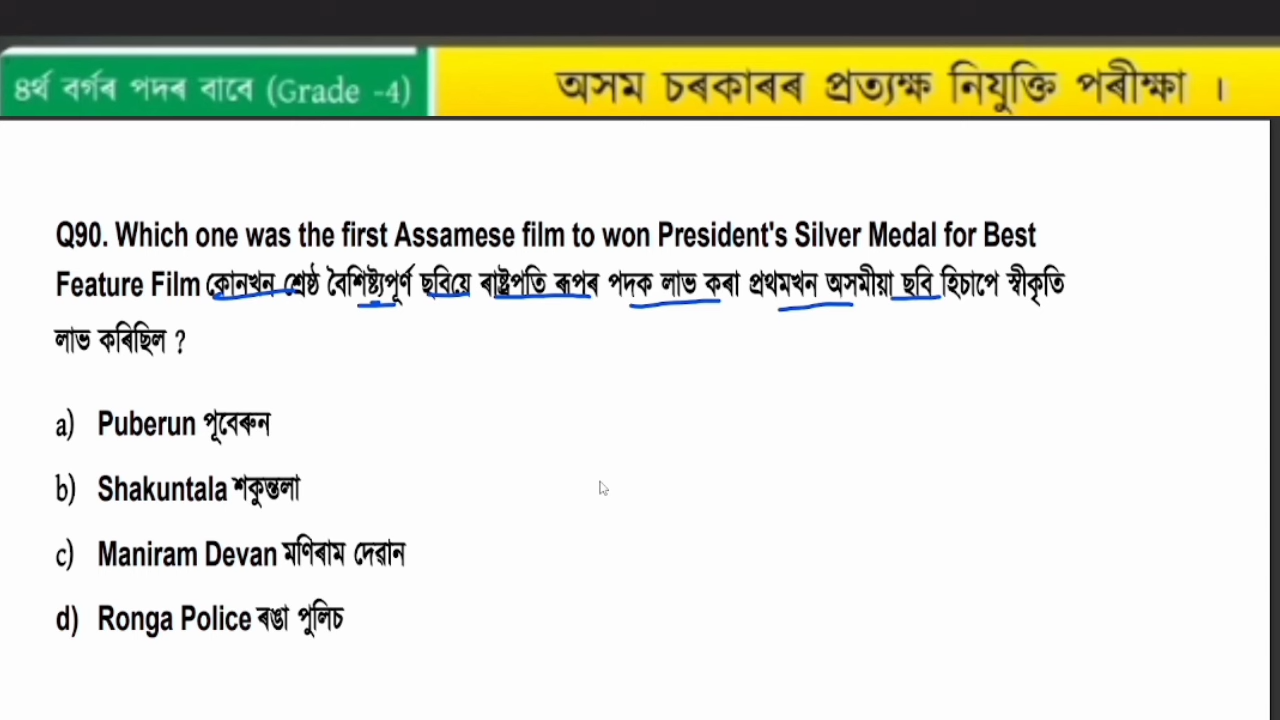 ৪ৰ্থ বৰ্গৰ পদৰ বাবে (Grade -4)
অসম চৰকাৰৰ প্ৰত্যক্ষ নিযুক্তি পৰীক্ষা ।
Q90. Which one was the first Assamese film to won President's Silver Medal for Best
Feature Film কোনখন শ্ৰেষ্ঠ বৈশিষ্ট্যপূৰ্ণ ছবিয়ে ৰাষ্ট্ৰপতি ৰূপৰ পদক লাভ কৰা প্ৰথমখন অসমীয়া ছবি হিচাপে স্বীকৃতি
লাভ কৰিছিল ?
a) Puberun পূবেৰুন
b) Shakuntala শকুন্তলা
c) Maniram Devan মণিৰাম দেৱান
d) Ronga Police ৰঙা পুলিচ